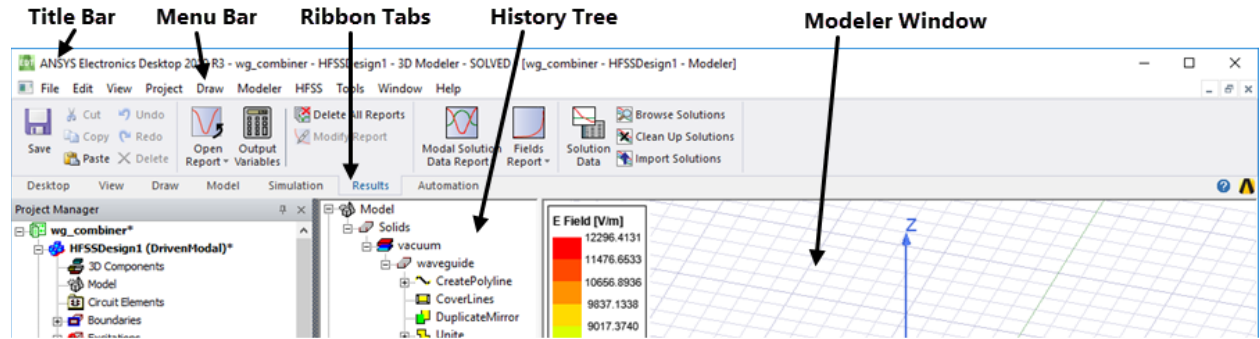 Title Bar Menu Bar Ribbon Tabs History Tree Modeler Window
ANSYS Electronics Desktop 2019 R3 - wg_combiner - HFSSDesign1 - 3D Modeler - SOLVED - [wg_combiner - HFSSDesign1 - Modeler]
File Edit View Project Draw Modeler HFSS Tools Window Help
Save
Cut Undo
Copy Redo
Paste Delete
Open
Report
Output
Variables
Delete All Reports
Modify Report
Modal Solution
Data Report
Fields
Report
Solution
Data
Browse Solutions
Clean Up Solutions
Import Solutions
Desktop View Draw Model Simulation Results Automation
Project Manager
wg_combiner*
HFSSDesign1 (DrivenModal)*
3D Components
Model
Circuit Elements
Boundaries
Excitations
Model
Solids
vacuum
waveguide
CreatePolyline
CoverLines
DuplicateMirror
Unite
E Field [V/m]
12296.4131
11476.6533
10656.8936
9837.1338
9017.3740
Z